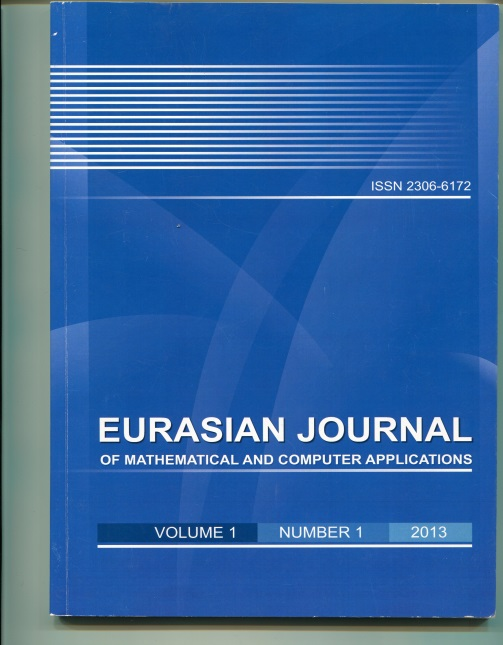 ISSN 2306-6172
EURASIAN JOURNAL
OF MATHEMATICAL AND COMPUTER APPLICATIONS
VOLUME 1 NUMBER 1 2013